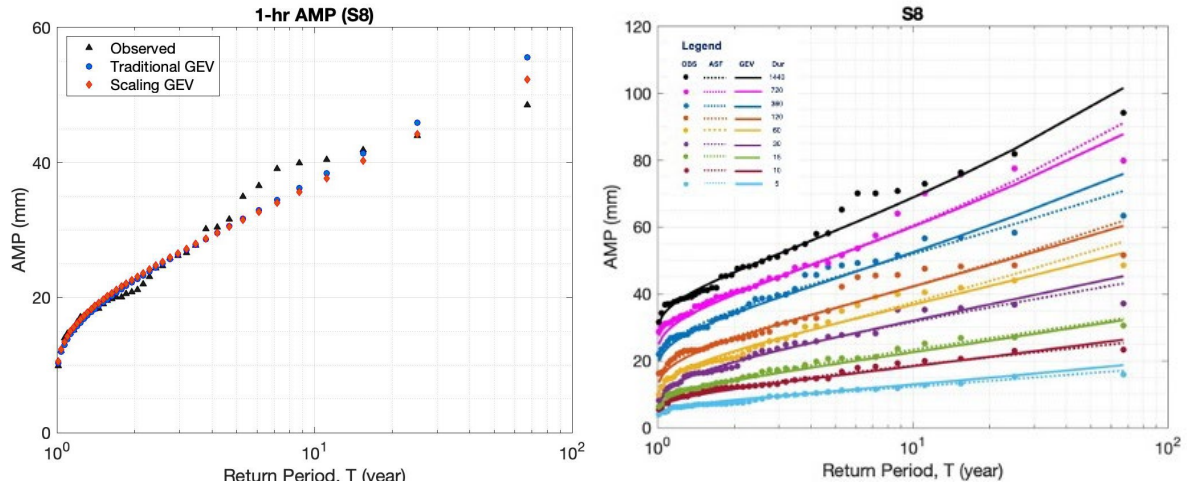 1-hr AMP (S8)
Observed
Traditional GEV
Scaling GEV
AMP (mm)
60
40
20
0
10^0
10^1
10^2
Return Period, T (year)
S8
Legend
OBS ASF GEV Dur
1440
720
360
120
60
30
15
10
5
AMP (mm)
120
100
80
60
40
20
0
10^0
10^1
10^2
Return Period, T (year)